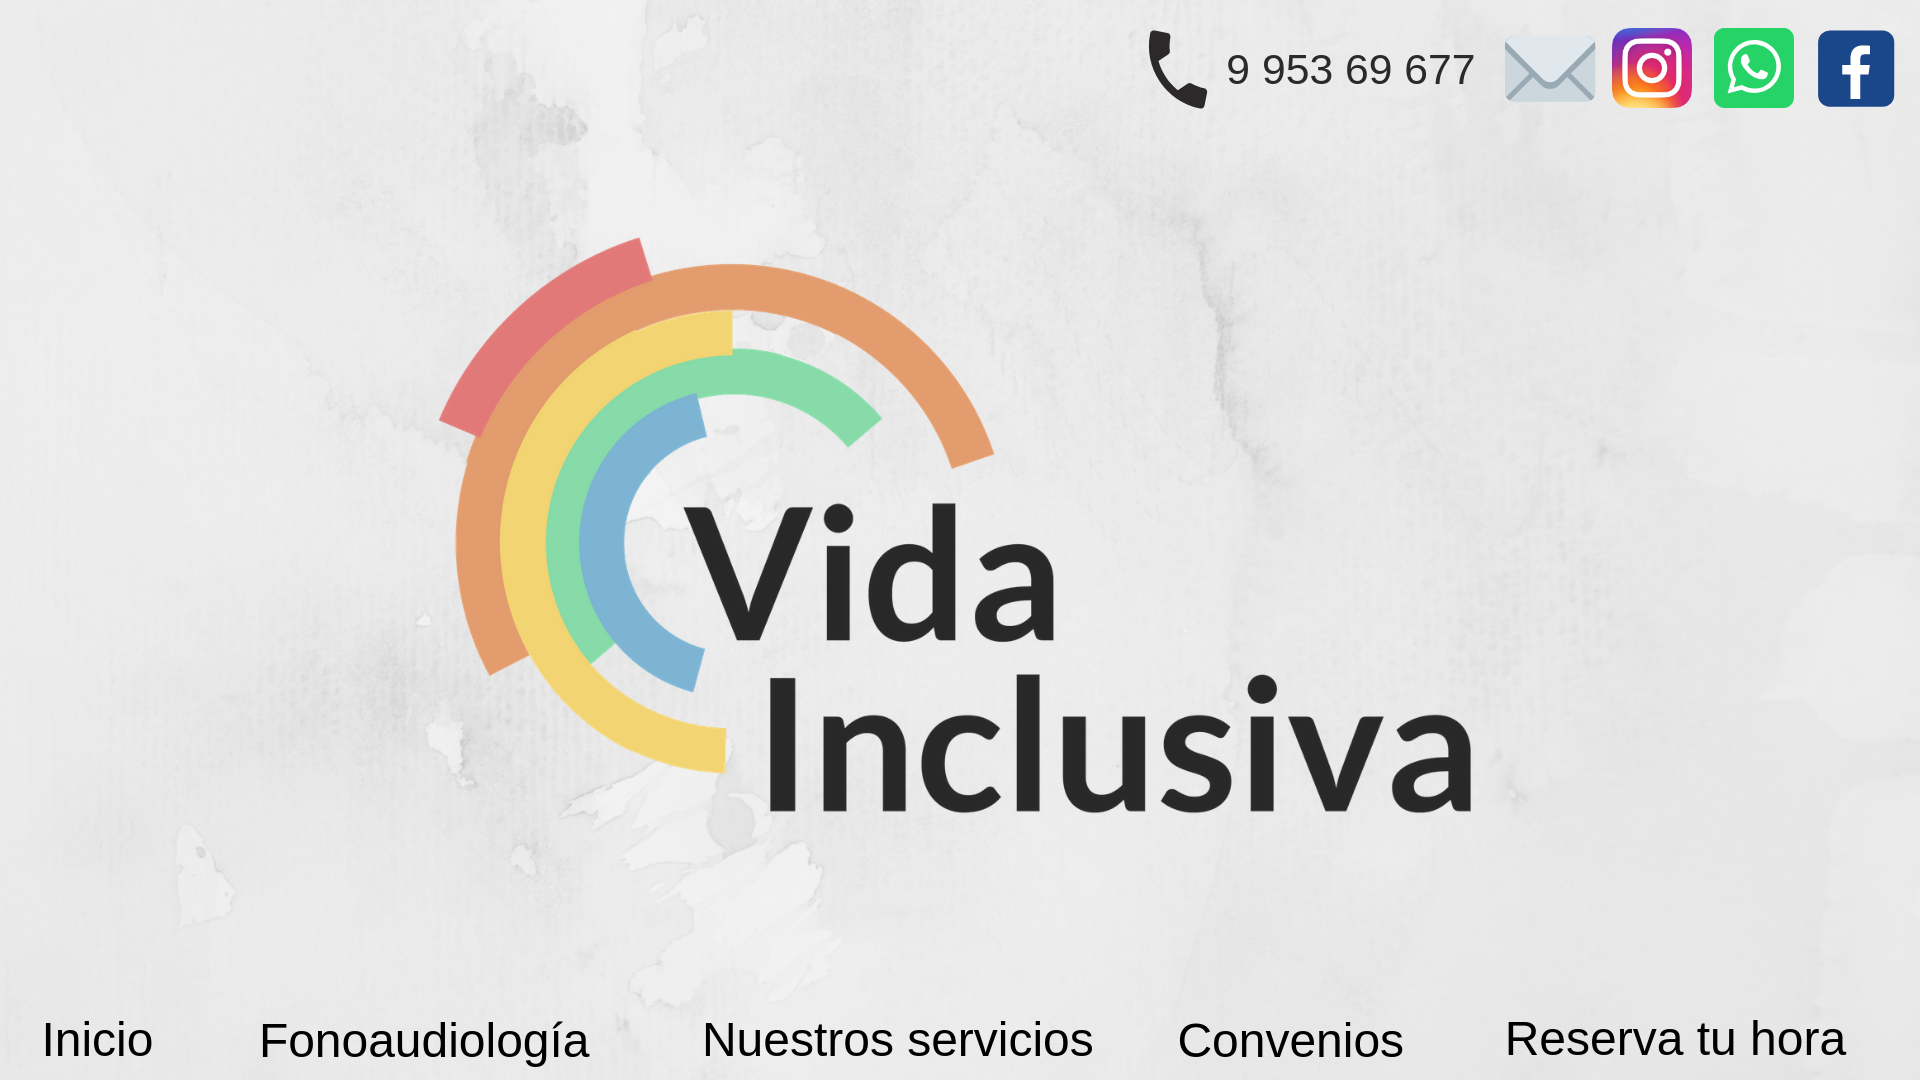 9 953 69 677
Vida
Inclusiva
Inicio
Fonoaudiología
Nuestros servicios
Convenios
Reserva tu hora